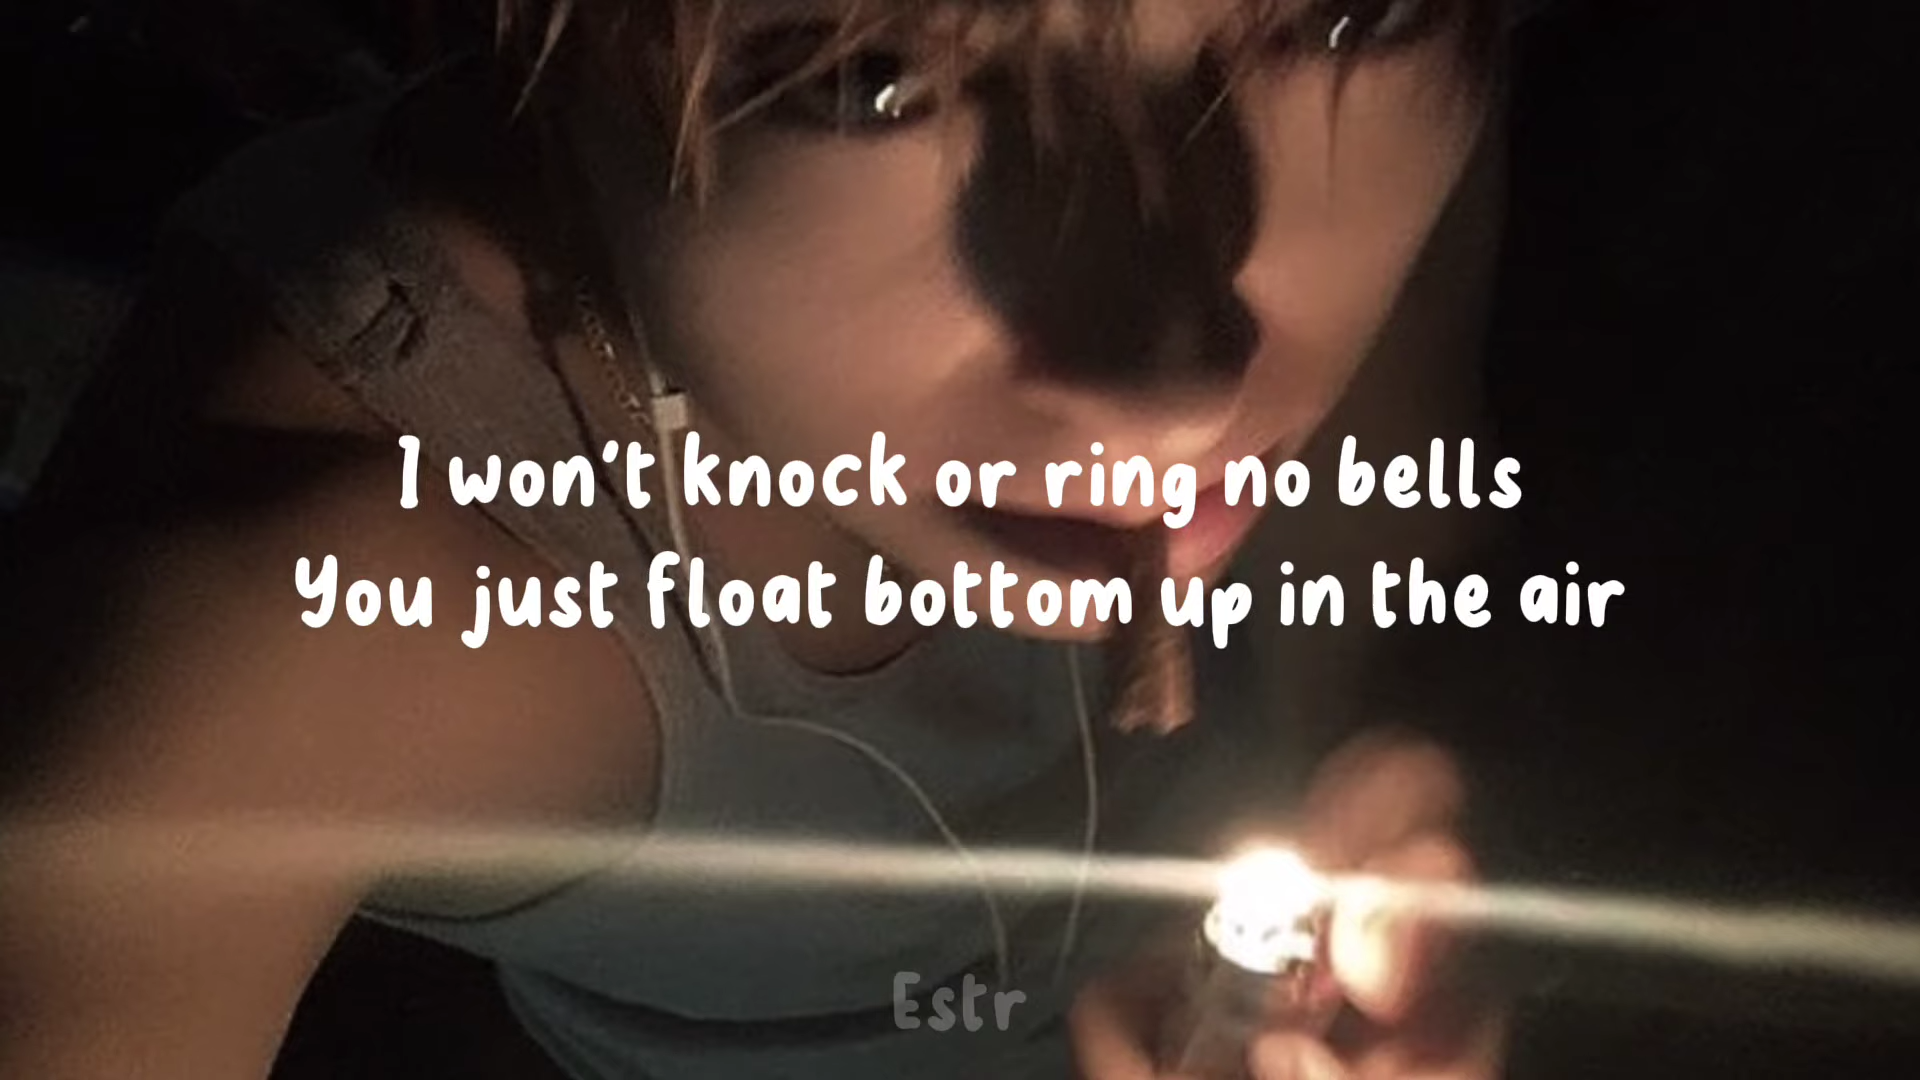 I won't knock or ring no bells
You just float bottom up in the air
Estr